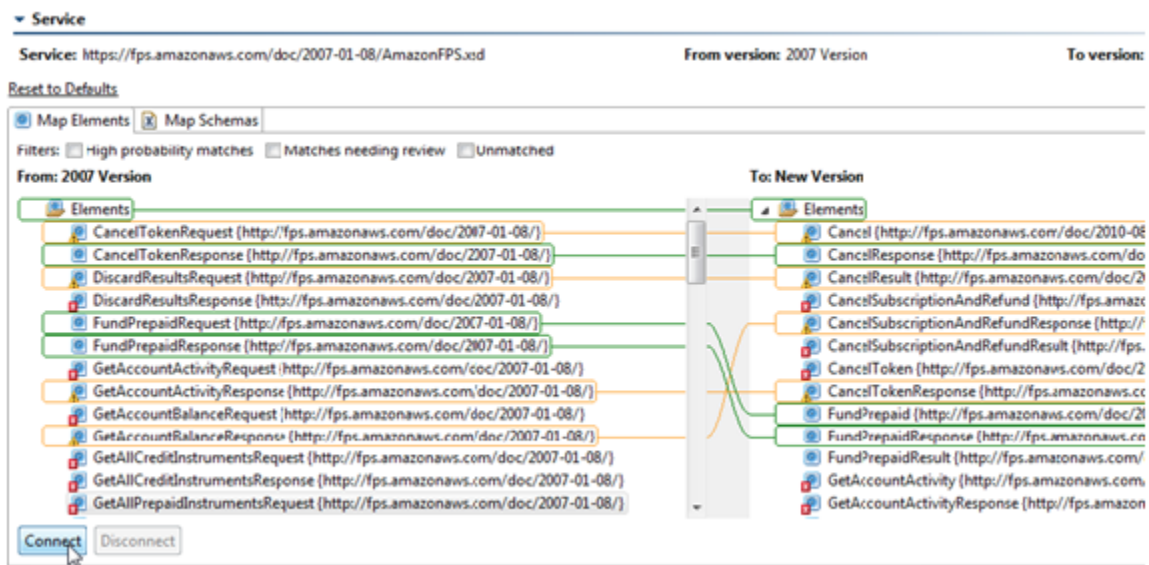 Service
Service: https://fps.amazonaws.com/doc/2007-01-08/AmazonFPS.xsd From version: 2007 Version To version:
Reset to Defaults
Map Elements Map Schemas
Filters: High probability matches Matches needing review Unmatched
From: 2007 Version To: New Version
Elements Elements
CancelTokenRequest {http://fps.amazonaws.com/doc/2007-01-08/} Cancel {http://fps.amazonaws.com/doc/2010-08
CancelTokenResponse {http://fps.amazonaws.com/doc/2007-01-08/} CancelResponse {http://fps.amazonaws.com/do
DiscardResultsRequest {http://fps.amazonaws.com/doc/2007-01-08/} CancelResult {http://fps.amazonaws.com/doc/2
DiscardResultsResponse {http://fps.amazonaws.com/doc/2007-01-08/} CancelSubscriptionAndRefund {http://fps.amazo
FundPrepaidRequest {http://fps.amazonaws.com/doc/2007-01-08/} CancelSubscriptionAndRefundResponse {http://
FundPrepaidResponse {http://fps.amazonaws.com/doc/2007-01-08/} CancelSubscriptionAndRefundResult {http://fps.
GetAccountActivityRequest {http://fps.amazonaws.com/doc/2007-01-08/} CancelToken {http://fps.amazonaws.com/doc/2
GetAccountActivityResponse {http://fps.amazonaws.com/doc/2007-01-08/} CancelTokenResponse {http://fps.amazonaws.co
GetAccountBalanceRequest {http://fps.amazonaws.com/doc/2007-01-08/} FundPrepaid {http://fps.amazonaws.com/doc/20
GetAccountBalanceResponse {http://fps.amazonaws.com/doc/2007-01-08/} FundPrepaidResponse {http://fps.amazonaws.co
GetAllCreditInstrumentsRequest {http://fps.amazonaws.com/doc/2007-01-08/} FundPrepaidResult {http://fps.amazonaws.com/
GetAllCreditInstrumentsResponse {http://fps.amazonaws.com/doc/2007-01-08/} GetAccountActivity {http://fps.amazonaws.com,
GetAllPrepaidInstrumentsRequest {http://fps.amazonaws.com/doc/2007-01-08/} GetAccountActivityResponse {http://fps.amazon
Connect Disconnect